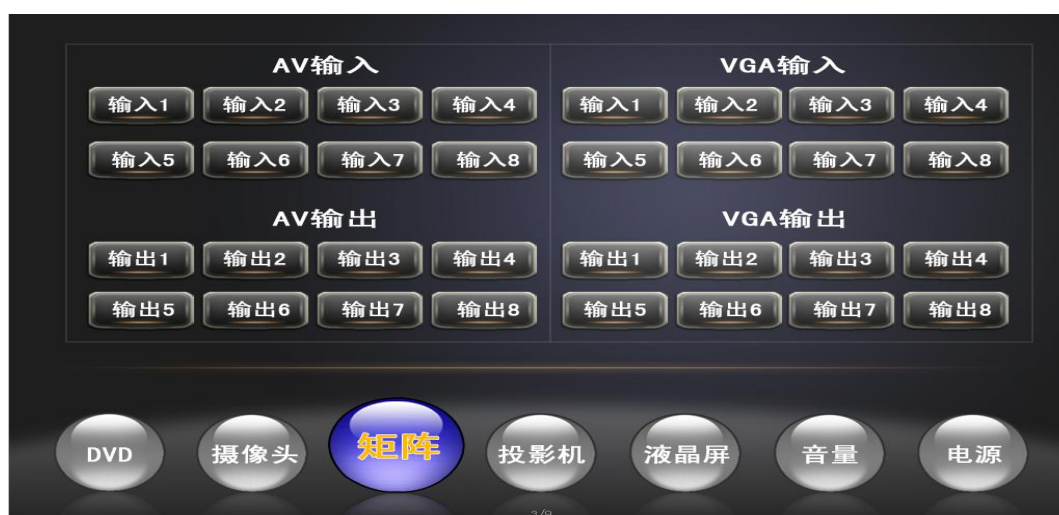 AV输入 VGA输入
输入1 输入2 输入3 输入4 输入1 输入2 输入3 输入4
输入5 输入6 输入7 输入8 输入5 输入6 输入7 输入8
AV输出 VGA输出
输出1 输出2 输出3 输出4 输出1 输出2 输出3 输出4
输出5 输出6 输出7 输出8 输出5 输出6 输出7 输出8
DVD 摄像头 矩阵 投影机 液晶屏 音量 电源
3/9